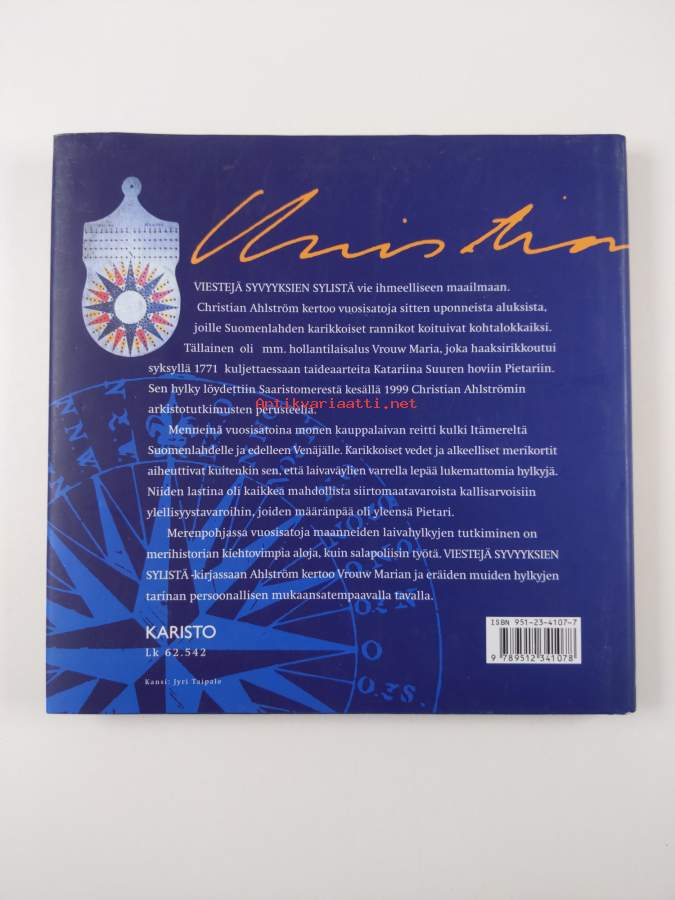 Christian
VIESTEJÄ SYVYYKSIEN SYLISTÄ vie ihmeelliseen maailmaan.
Christian Ahlström kertoo vuosisatoja sitten uponneista aluksista,
joille Suomenlahden karikkoiset rannikot koituivat kohtalokkaiksi.
Tällainen oli mm. hollantilaisalus Vrouw Maria, joka haaksirikkoutui
syksyllä 1771 kuljettaessaan taideaarteita Katariina Suuren hoviin Pietariin.
Sen hylky löydettiin Saaristomerestä kesällä 1999 Christian Ahlströmin
Antikvariaatti.net
arkistotutkimusten perusteella.
Menneinä vuosisatoina monen kauppalaivan reitti kulki Itämereltä
Suomenlahdelle ja edelleen Venäjälle. Karikkoiset vedet ja alkeelliset merikortit
aiheuttivat kuitenkin sen, että laivaväylien varrella lepää lukemattomia hylkyjä.
Niiden lastina oli kaikkea mahdollista siirtomaatavaroista kallisarvoisiin
ylellisyystavaroihin, joiden määränpää oli yleensä Pietari.
Merenpohjassa vuosisatoja maanneiden laivahylkyjen tutkiminen on
merihistorian kiehtovimpia aloja, kuin salapoliisin työtä. VIESTEJÄ SYVYYKSIEN
SYLISTÄ -kirjassaan Ahlström kertoo Vrouw Marian ja eräiden muiden hylkyjen
tarinan persoonallisen mukaansatempaavalla tavalla.
KARISTO
Lk 62.542
Kansi: Jyri Taipale
ISBN 951-23-4107-7
9 789512 341078